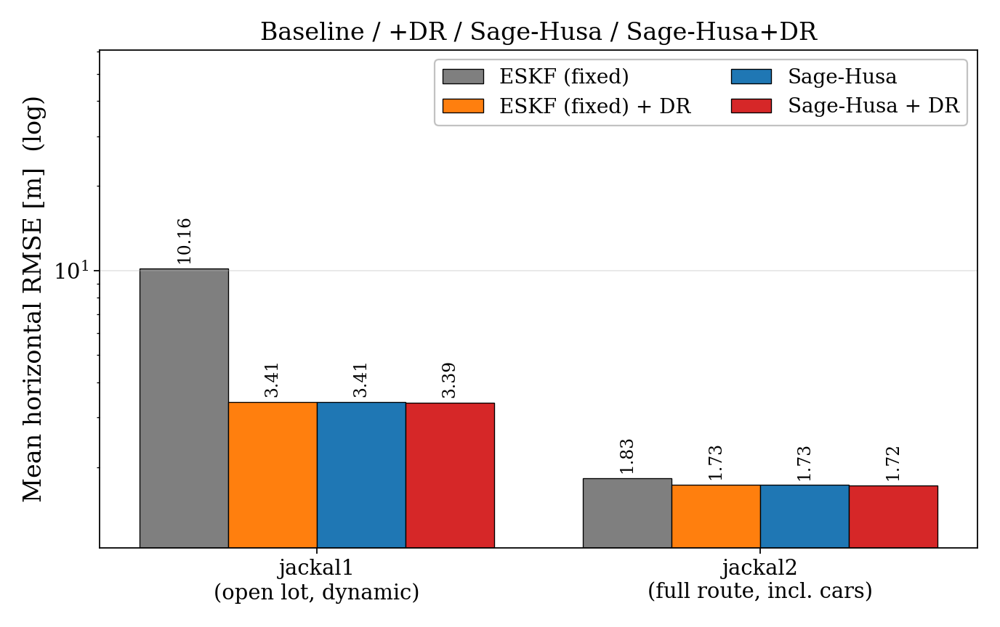 Baseline / +DR / Sage-Husa / Sage-Husa+DR
ESKF (fixed)
ESKF (fixed) + DR
Sage-Husa
Sage-Husa + DR
Mean horizontal RMSE [m]  (log)
10¹
10.16
3.41
3.41
3.39
1.83
1.73
1.73
1.72
jackal1
(open lot, dynamic)
jackal2
(full route, incl. cars)